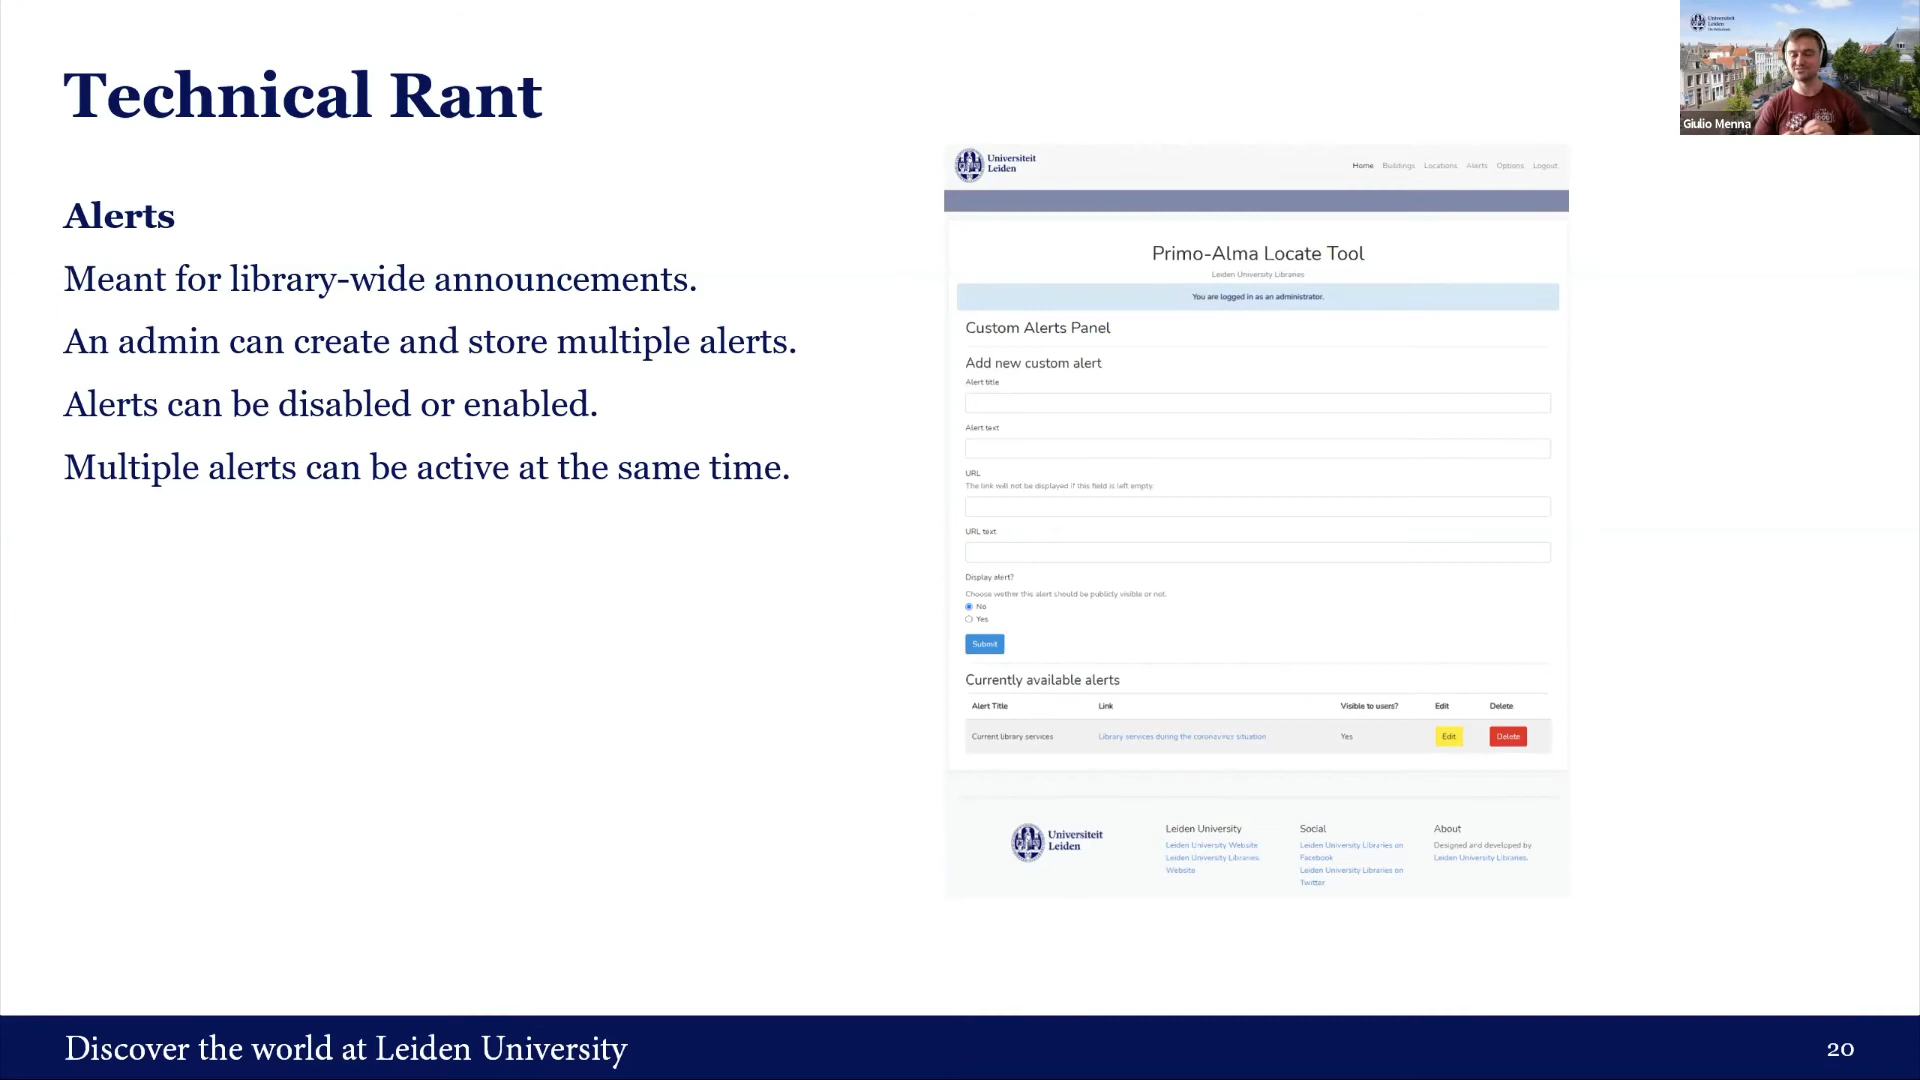 Technical Rant
Alerts
Meant for library-wide announcements.
An admin can create and store multiple alerts.
Alerts can be disabled or enabled.
Multiple alerts can be active at the same time.
Universiteit
Leiden
Home Buildings Locations Alerts Options Logout
Primo-Alma Locate Tool
Leiden University Libraries
You are logged in as an administrator.
Custom Alerts Panel
Add new custom alert
Alert title
Alert text
URL
The link will not be displayed if this field is left empty.
URL text
Display alert?
Choose wether this alert should be publicly visible or not.
No
Yes
Submit
Currently available alerts
Alert Title Link Visible to users? Edit Delete
Current library services Library services during the coronavirus situation Yes Edit Delete
Universiteit
Leiden
Leiden University
Leiden University Website
Leiden University Libraries
Website
Social
Leiden University Libraries on
Facebook
Leiden University Libraries on
Twitter
About
Designed and developed by
Leiden University Libraries.
Universiteit
Leiden
Giulio Menna
Discover the world at Leiden University
20